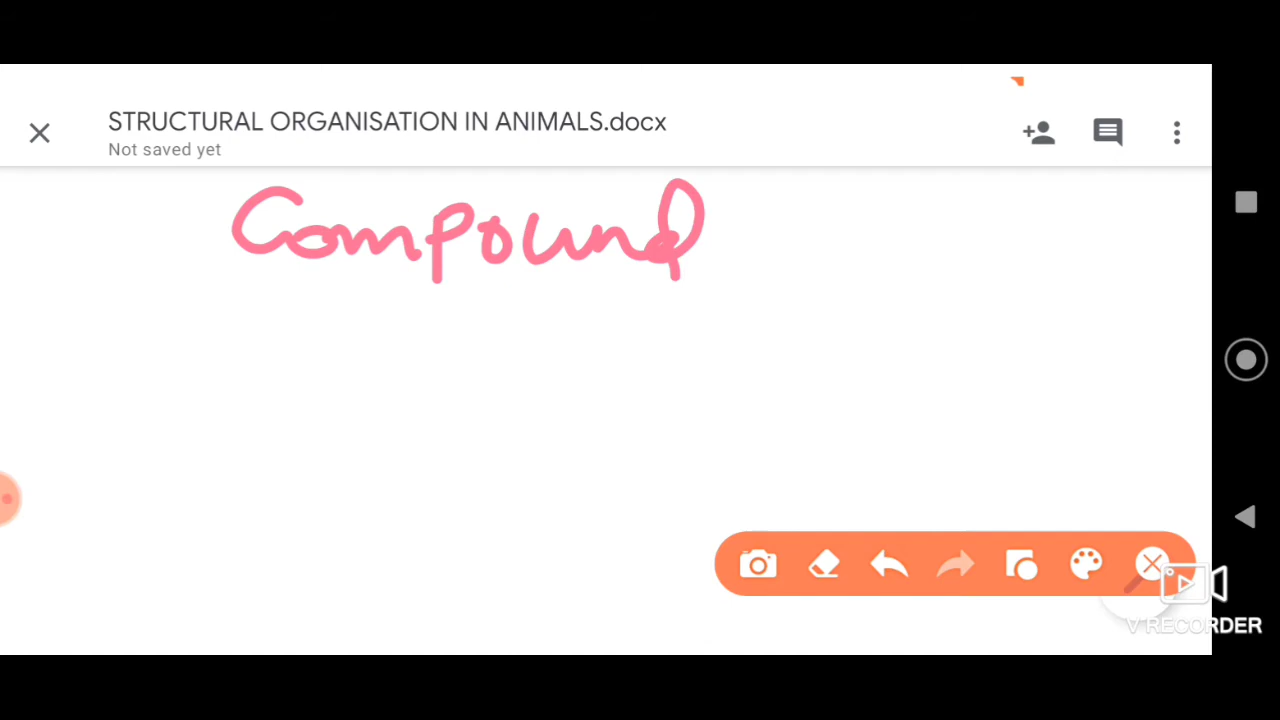 STRUCTURAL ORGANISATION IN ANIMALS.docx
Not saved yet
Compound
V RECORDER